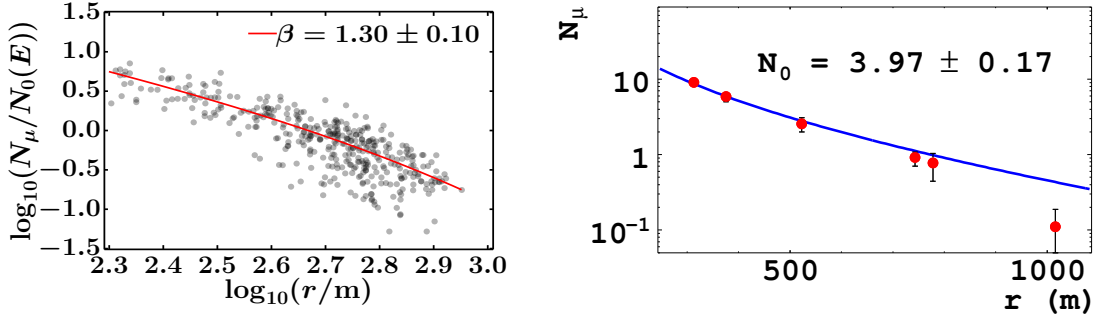 log₁₀(N_μ/N₀(E))
1.5
1.0
0.5
0.0
−0.5
−1.0
−1.5
β = 1.30 ± 0.10
2.3 2.4 2.5 2.6 2.7 2.8 2.9 3.0
log₁₀(r/m)
N_μ
10
1
10⁻¹
N₀ = 3.97 ± 0.17
500 1000
r (m)